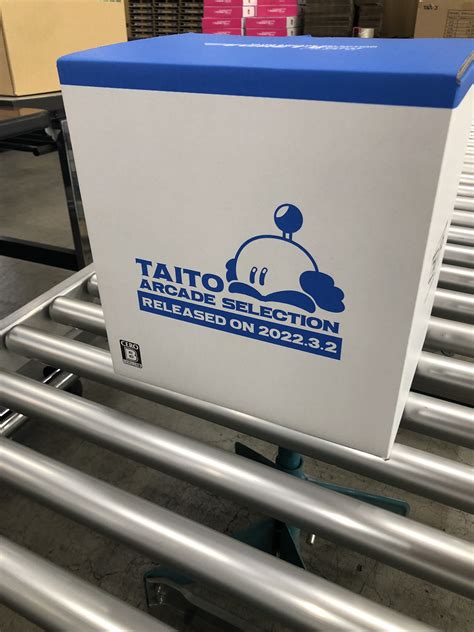 TAITO
ARCADE SELECTION
RELEASED ON 2022.3.2
CERO
B